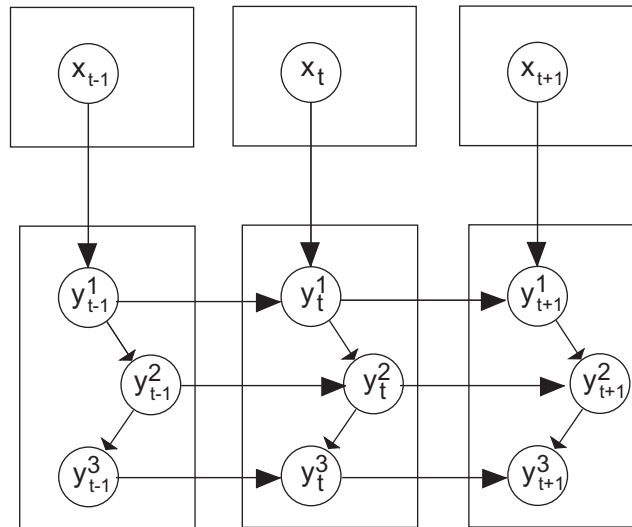 x_{t-1} x_t x_{t+1}
y^1_{t-1} y^1_t y^1_{t+1}
y^2_{t-1} y^2_t y^2_{t+1}
y^3_{t-1} y^3_t y^3_{t+1}